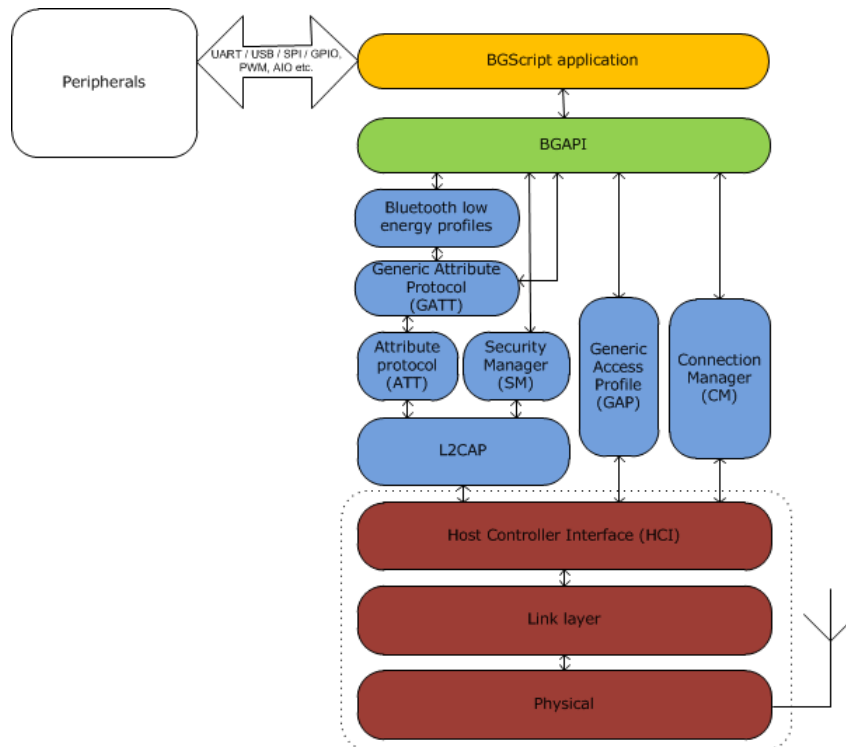 Peripherals
UART / USB / SPI / GPIO,
PWM, AIO etc.
BGScript application
BGAPI
Bluetooth low
energy profiles
Generic Attribute
Protocol
(GATT)
Attribute
protocol
(ATT)
Security
Manager
(SM)
Generic
Access
Profile
(GAP)
Connection
Manager
(CM)
L2CAP
Host Controller Interface (HCI)
Link layer
Physical